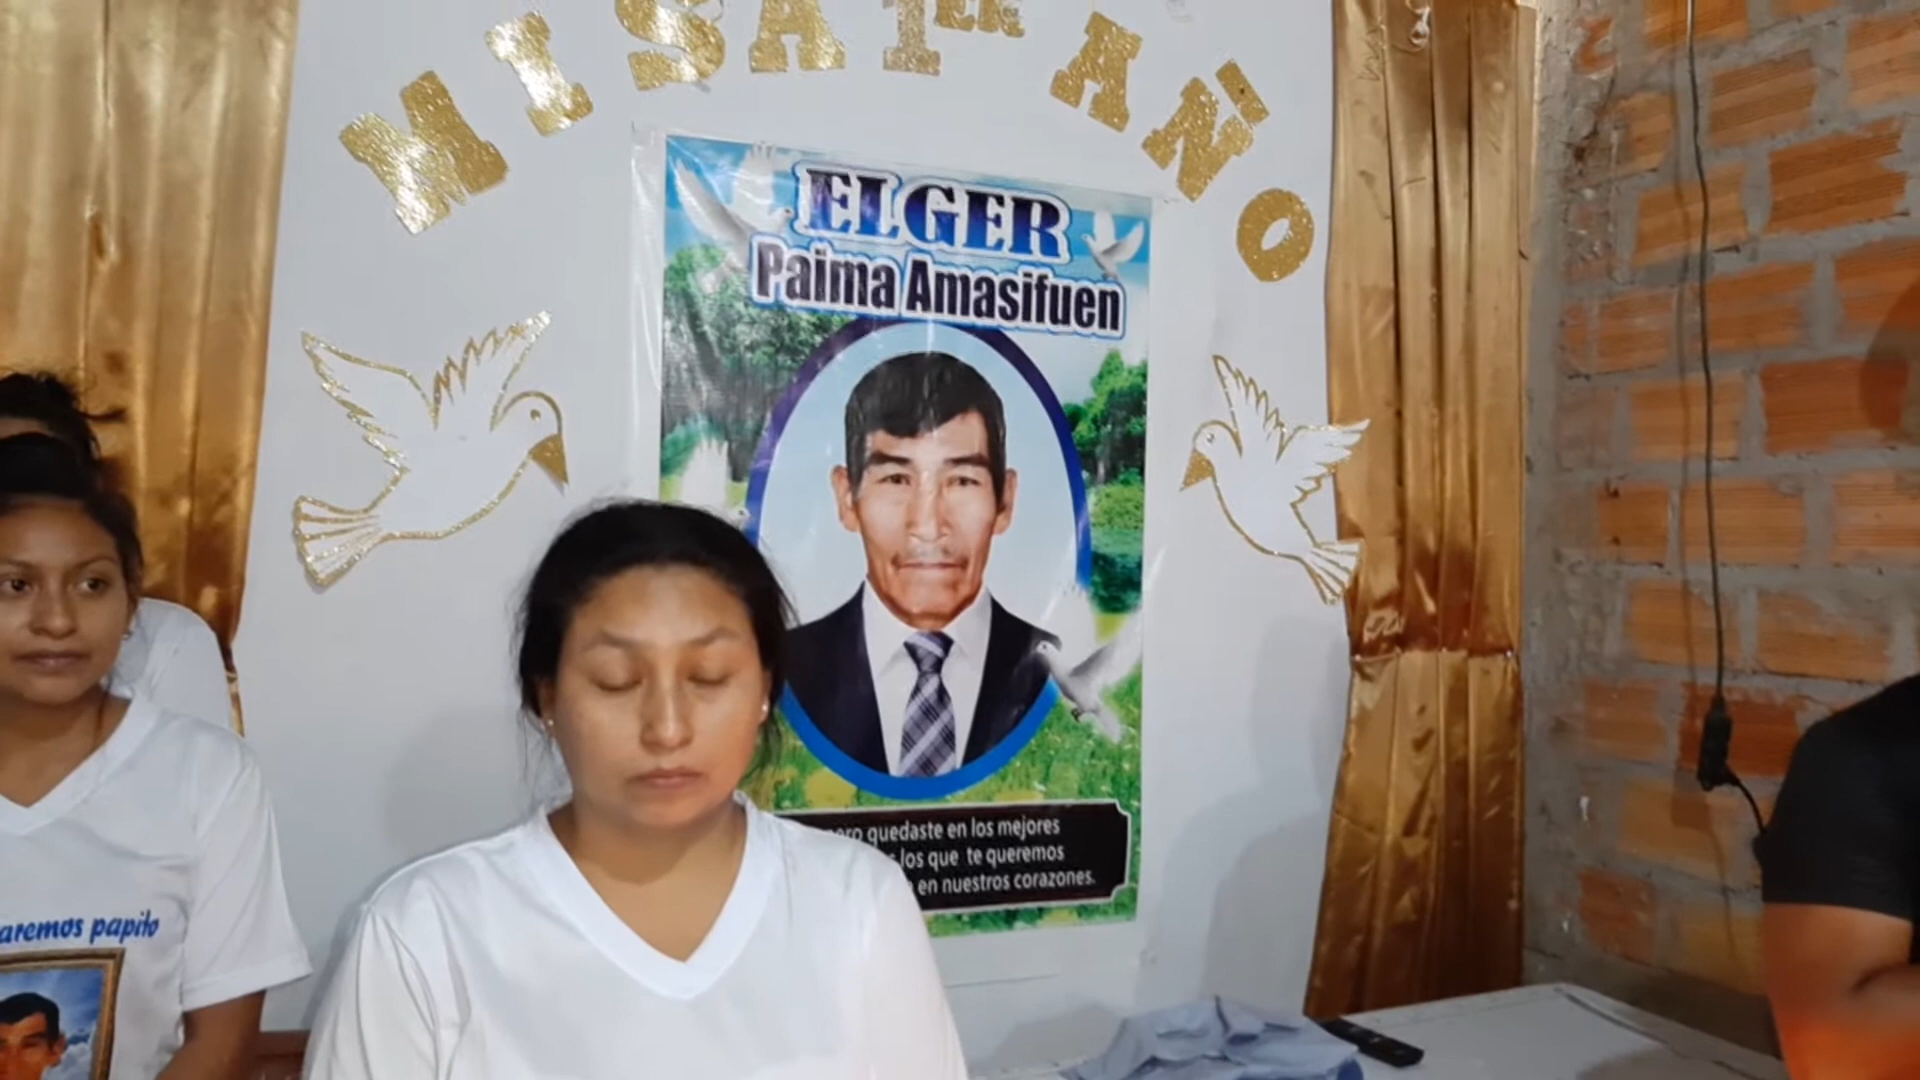 MISA 1ER AÑO
ELGER
Paima Amasifuen
pero quedaste en los mejores
los que te queremos
en nuestros corazones.
aremos papito